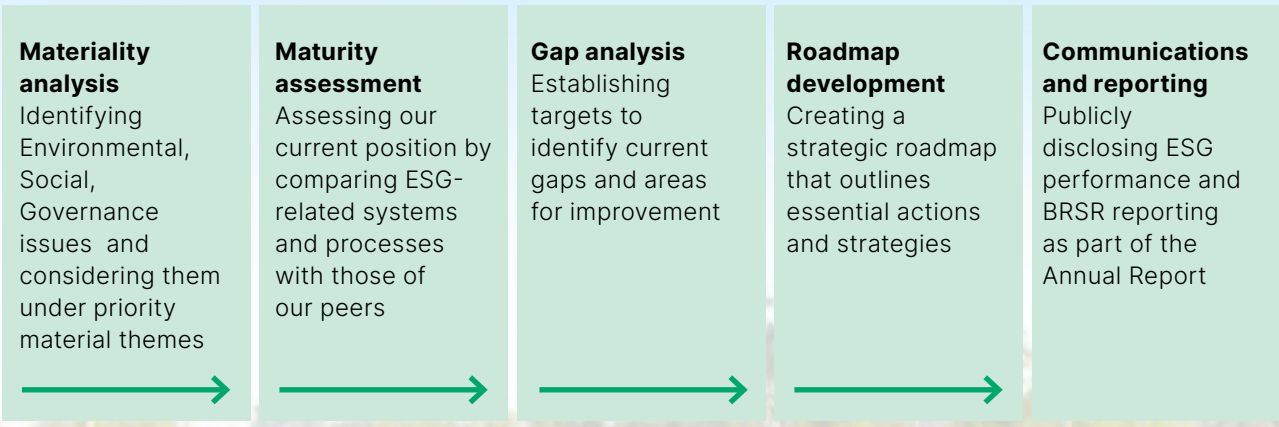 Materiality
analysis
Identifying
Environmental,
Social,
Governance
issues  and
considering them
under priority
material themes
Maturity
assessment
Assessing our
current position by
comparing ESG-
related systems
and processes
with those of
our peers
Gap analysis
Establishing
targets to
identify current
gaps and areas
for improvement
Roadmap
development
Creating a
strategic roadmap
that outlines
essential actions
and strategies
Communications
and reporting
Publicly
disclosing ESG
performance and
BRSR reporting
as part of the
Annual Report